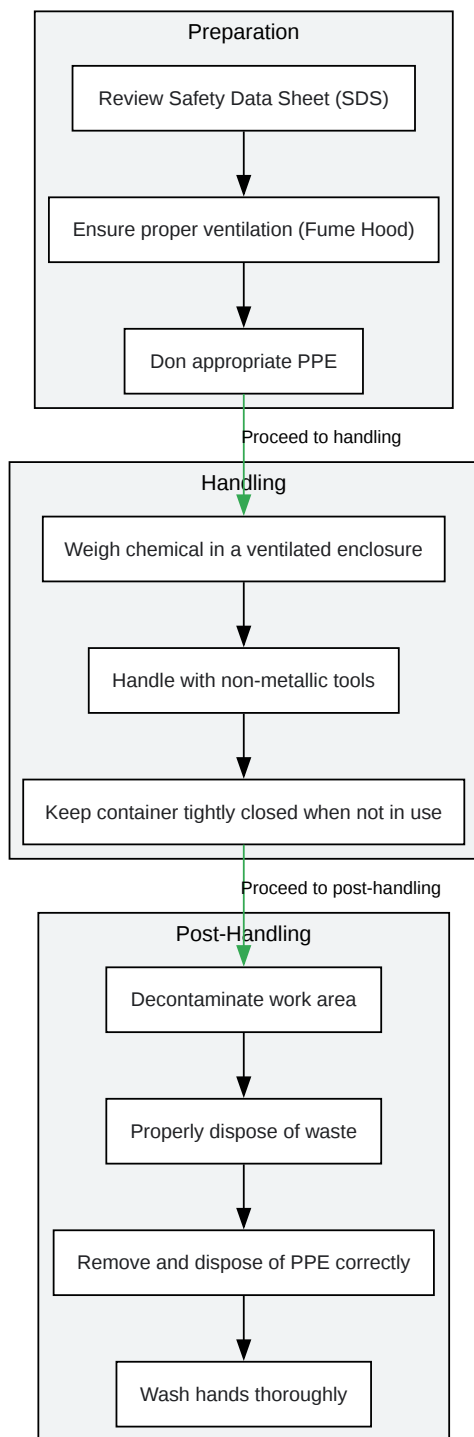 Preparation
Review Safety Data Sheet (SDS)
Ensure proper ventilation (Fume Hood)
Don appropriate PPE
Proceed to handling
Handling
Weigh chemical in a ventilated enclosure
Handle with non-metallic tools
Keep container tightly closed when not in use
Proceed to post-handling
Post-Handling
Decontaminate work area
Properly dispose of waste
Remove and dispose of PPE correctly
Wash hands thoroughly